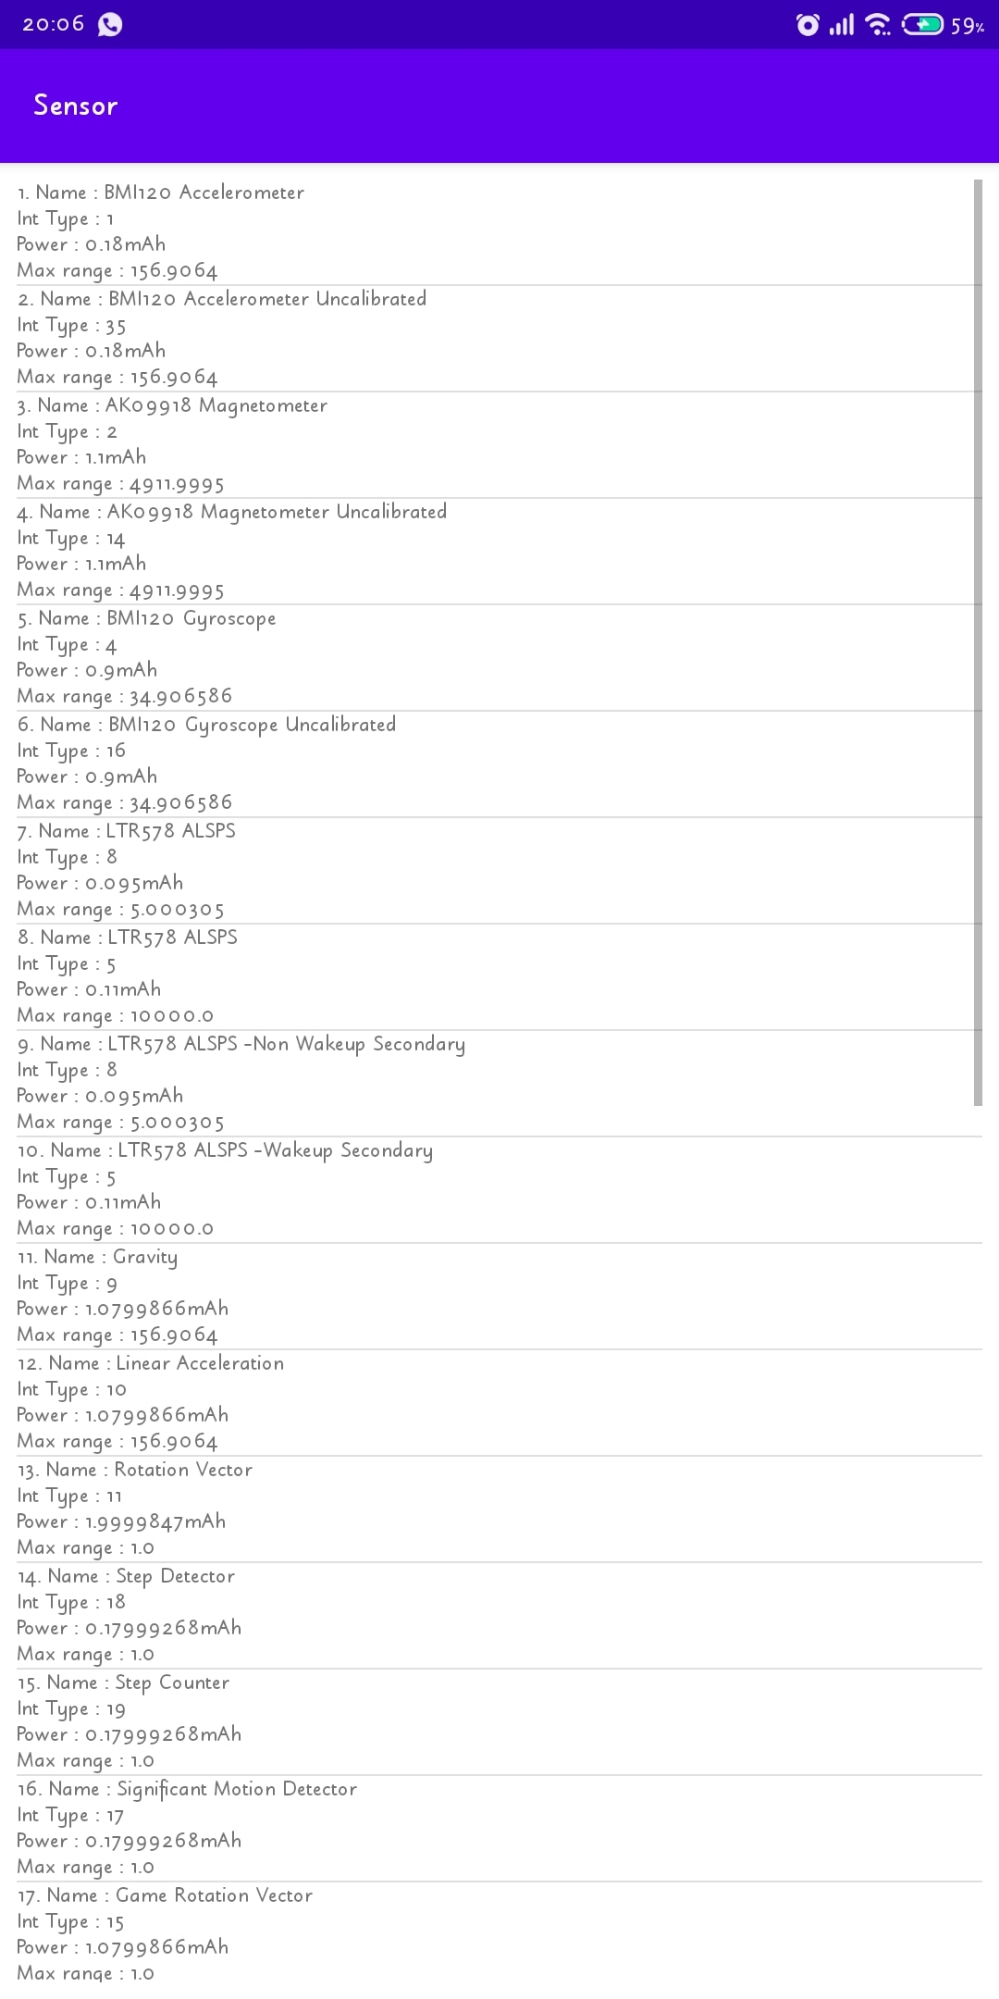 20:06 59%
Sensor
1. Name : BMI120 Accelerometer
Int Type : 1
Power : 0.18mAh
Max range : 156.9064
2. Name : BMI120 Accelerometer Uncalibrated
Int Type : 35
Power : 0.18mAh
Max range : 156.9064
3. Name : AK09918 Magnetometer
Int Type : 2
Power : 1.1mAh
Max range : 4911.9995
4. Name : AK09918 Magnetometer Uncalibrated
Int Type : 14
Power : 1.1mAh
Max range : 4911.9995
5. Name : BMI120 Gyroscope
Int Type : 4
Power : 0.9mAh
Max range : 34.906586
6. Name : BMI120 Gyroscope Uncalibrated
Int Type : 16
Power : 0.9mAh
Max range : 34.906586
7. Name : LTR578 ALSPS
Int Type : 8
Power : 0.095mAh
Max range : 5.000305
8. Name : LTR578 ALSPS
Int Type : 5
Power : 0.11mAh
Max range : 10000.0
9. Name : LTR578 ALSPS -Non Wakeup Secondary
Int Type : 8
Power : 0.095mAh
Max range : 5.000305
10. Name : LTR578 ALSPS -Wakeup Secondary
Int Type : 5
Power : 0.11mAh
Max range : 10000.0
11. Name : Gravity
Int Type : 9
Power : 1.0799866mAh
Max range : 156.9064
12. Name : Linear Acceleration
Int Type : 10
Power : 1.0799866mAh
Max range : 156.9064
13. Name : Rotation Vector
Int Type : 11
Power : 1.9999847mAh
Max range : 1.0
14. Name : Step Detector
Int Type : 18
Power : 0.17999268mAh
Max range : 1.0
15. Name : Step Counter
Int Type : 19
Power : 0.17999268mAh
Max range : 1.0
16. Name : Significant Motion Detector
Int Type : 17
Power : 0.17999268mAh
Max range : 1.0
17. Name : Game Rotation Vector
Int Type : 15
Power : 1.0799866mAh
Max range : 1.0